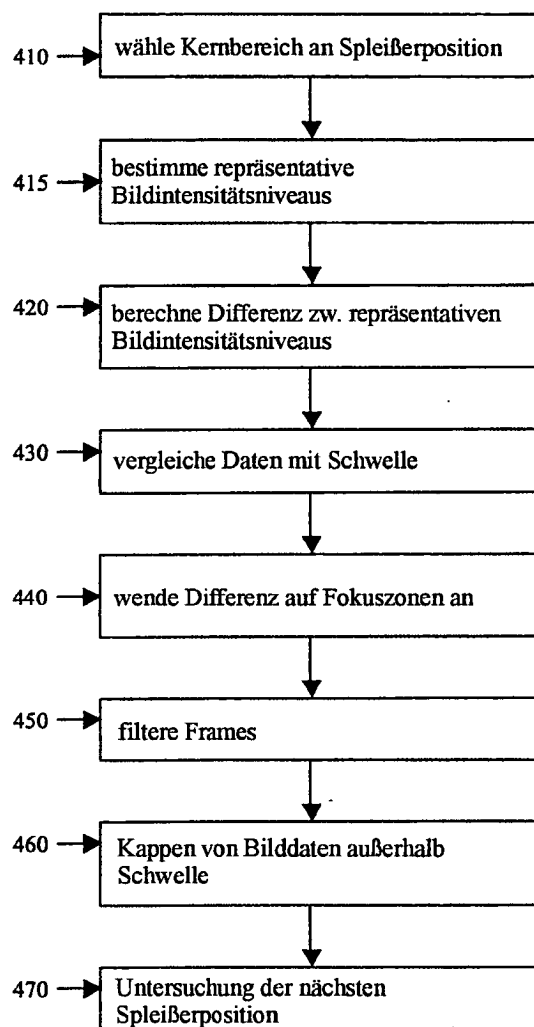 410
wähle Kernbereich an Spleißerposition
415
bestimme repräsentative
Bildintensitätsniveaus
420
berechne Differenz zw. repräsentativen
Bildintensitätsniveaus
430
vergleiche Daten mit Schwelle
440
wende Differenz auf Fokuszonen an
450
filtere Frames
460
Kappen von Bilddaten außerhalb
Schwelle
470
Untersuchung der nächsten
Spleißerposition